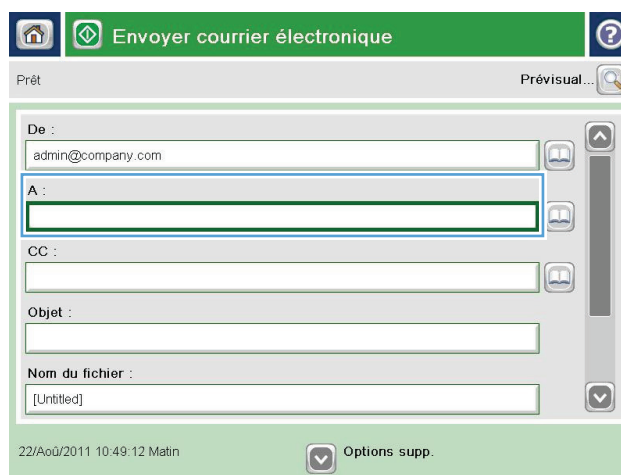 Envoyer courrier électronique
?
Prêt
Prévisual...
De :
admin@company.com
A :
CC :
Objet :
Nom du fichier :
[Untitled]
22/Aoû/2011 10:49:12 Matin
Options supp.